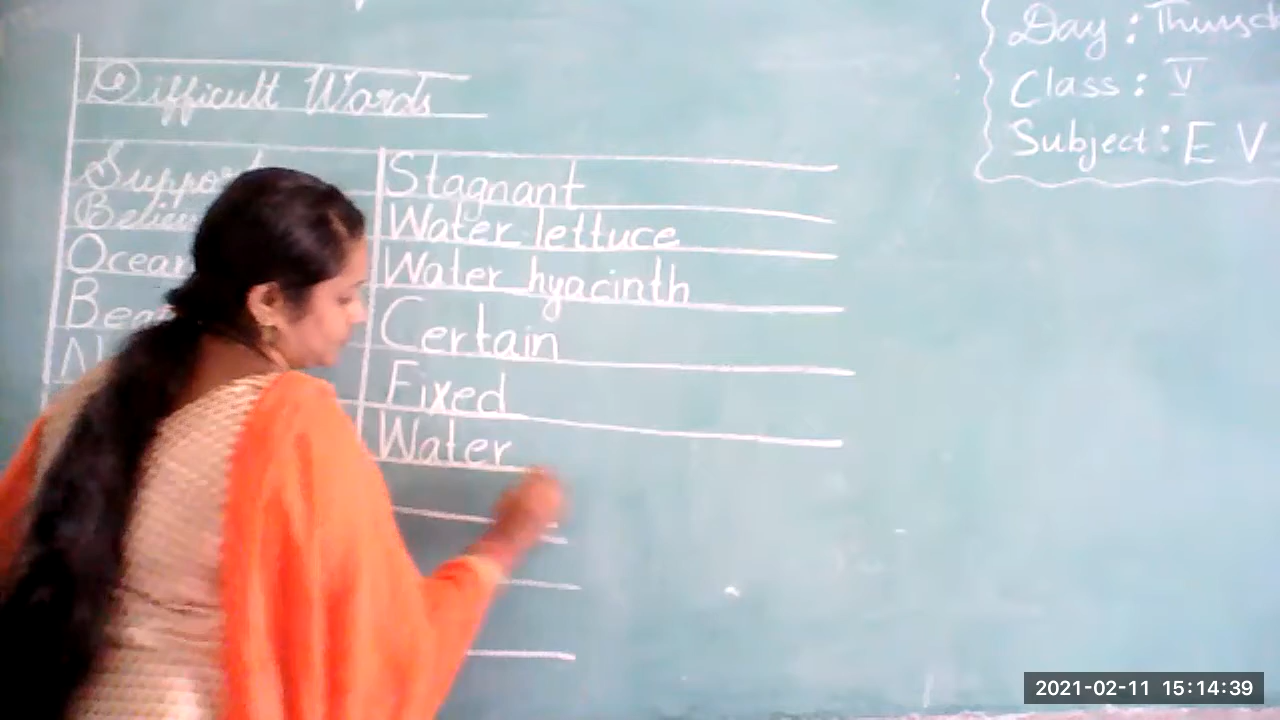 Difficult Words
Stagnant
Water lettuce
Water hyacinth
Certain
Fixed
Water
Day :
Class : V
Subject : E V
2021-02-11 15:14:39